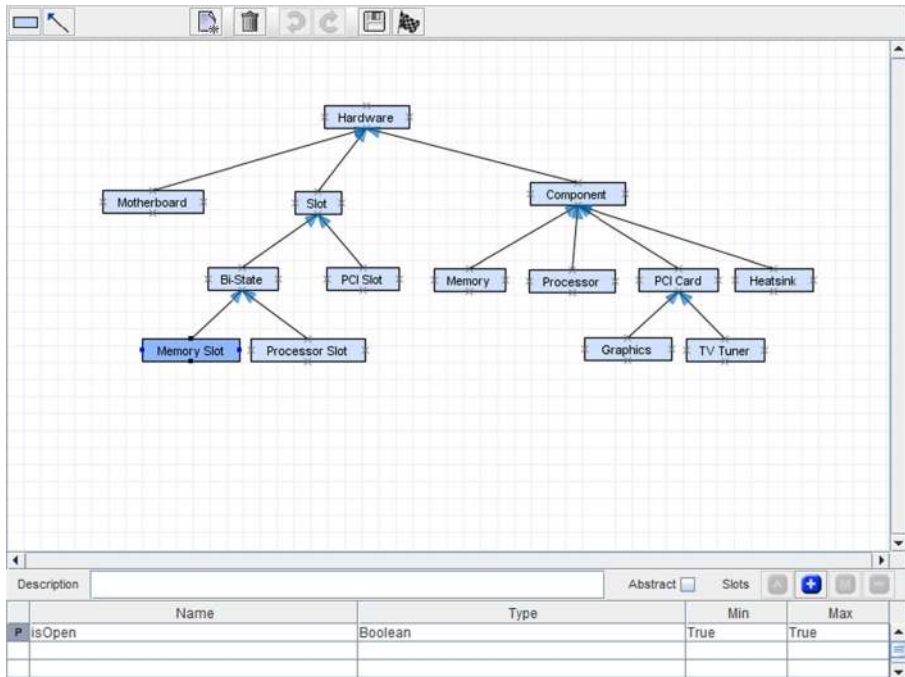 Hardware
Motherboard
Slot
Component
Bi-State
PCI Slot
Memory
Processor
PCI Card
Heatsink
Memory Slot
Processor Slot
Graphics
TV Tuner
Description
Abstract
Slots
A
M
Name Type Min Max
P isOpen Boolean True True